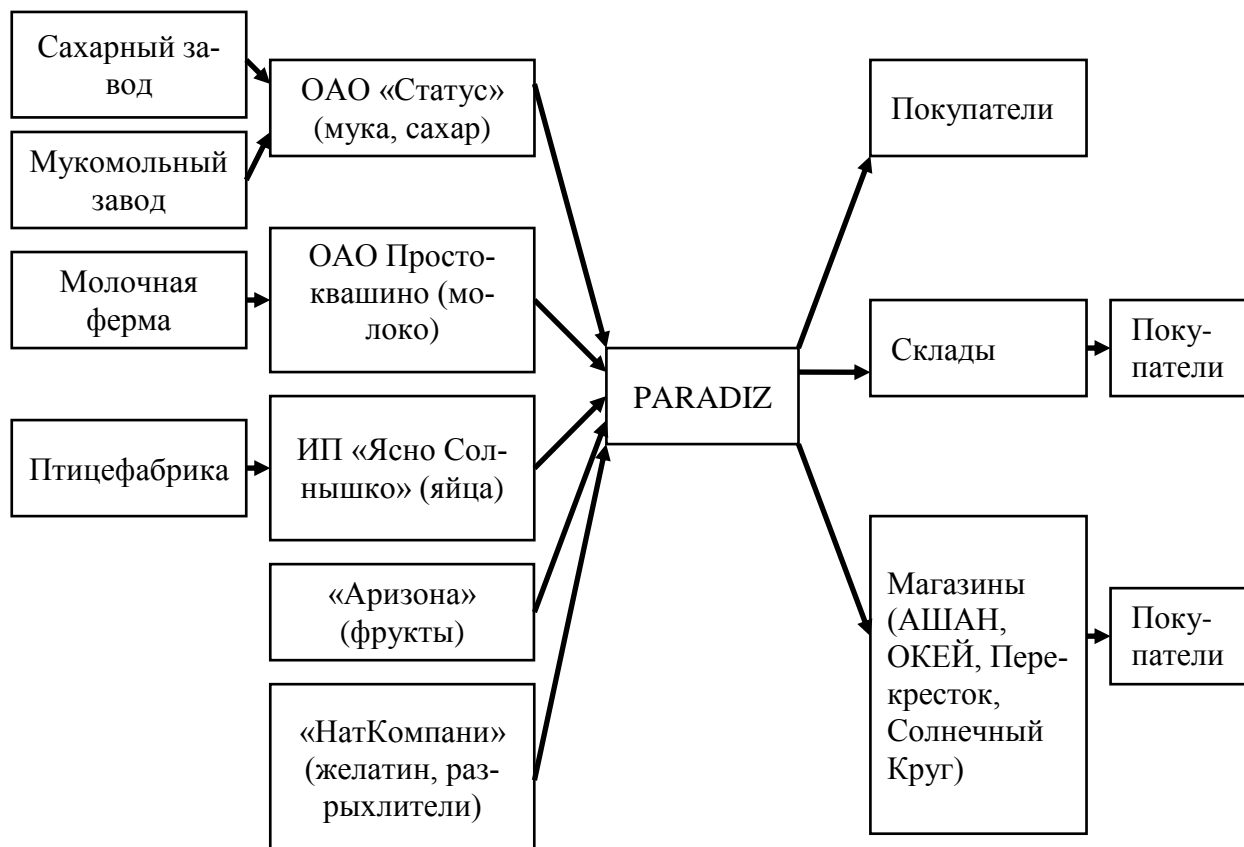 Сахарный за-
вод
Мукомольный
завод
Молочная
ферма
Птицефабрика
ОАО «Статус»
(мука, сахар)
ОАО Просто-
квашино (мо-
локо)
ИП «Ясно Сол-
нышко» (яйца)
«Аризона»
(фрукты)
«НатКомпани»
(желатин, раз-
рыхлители)
PARADIZ
Покупатели
Склады
Поку-
патели
Магазины
(АШАН,
ОКЕЙ, Пере-
кресток,
Солнечный
Круг)
Поку-
патели